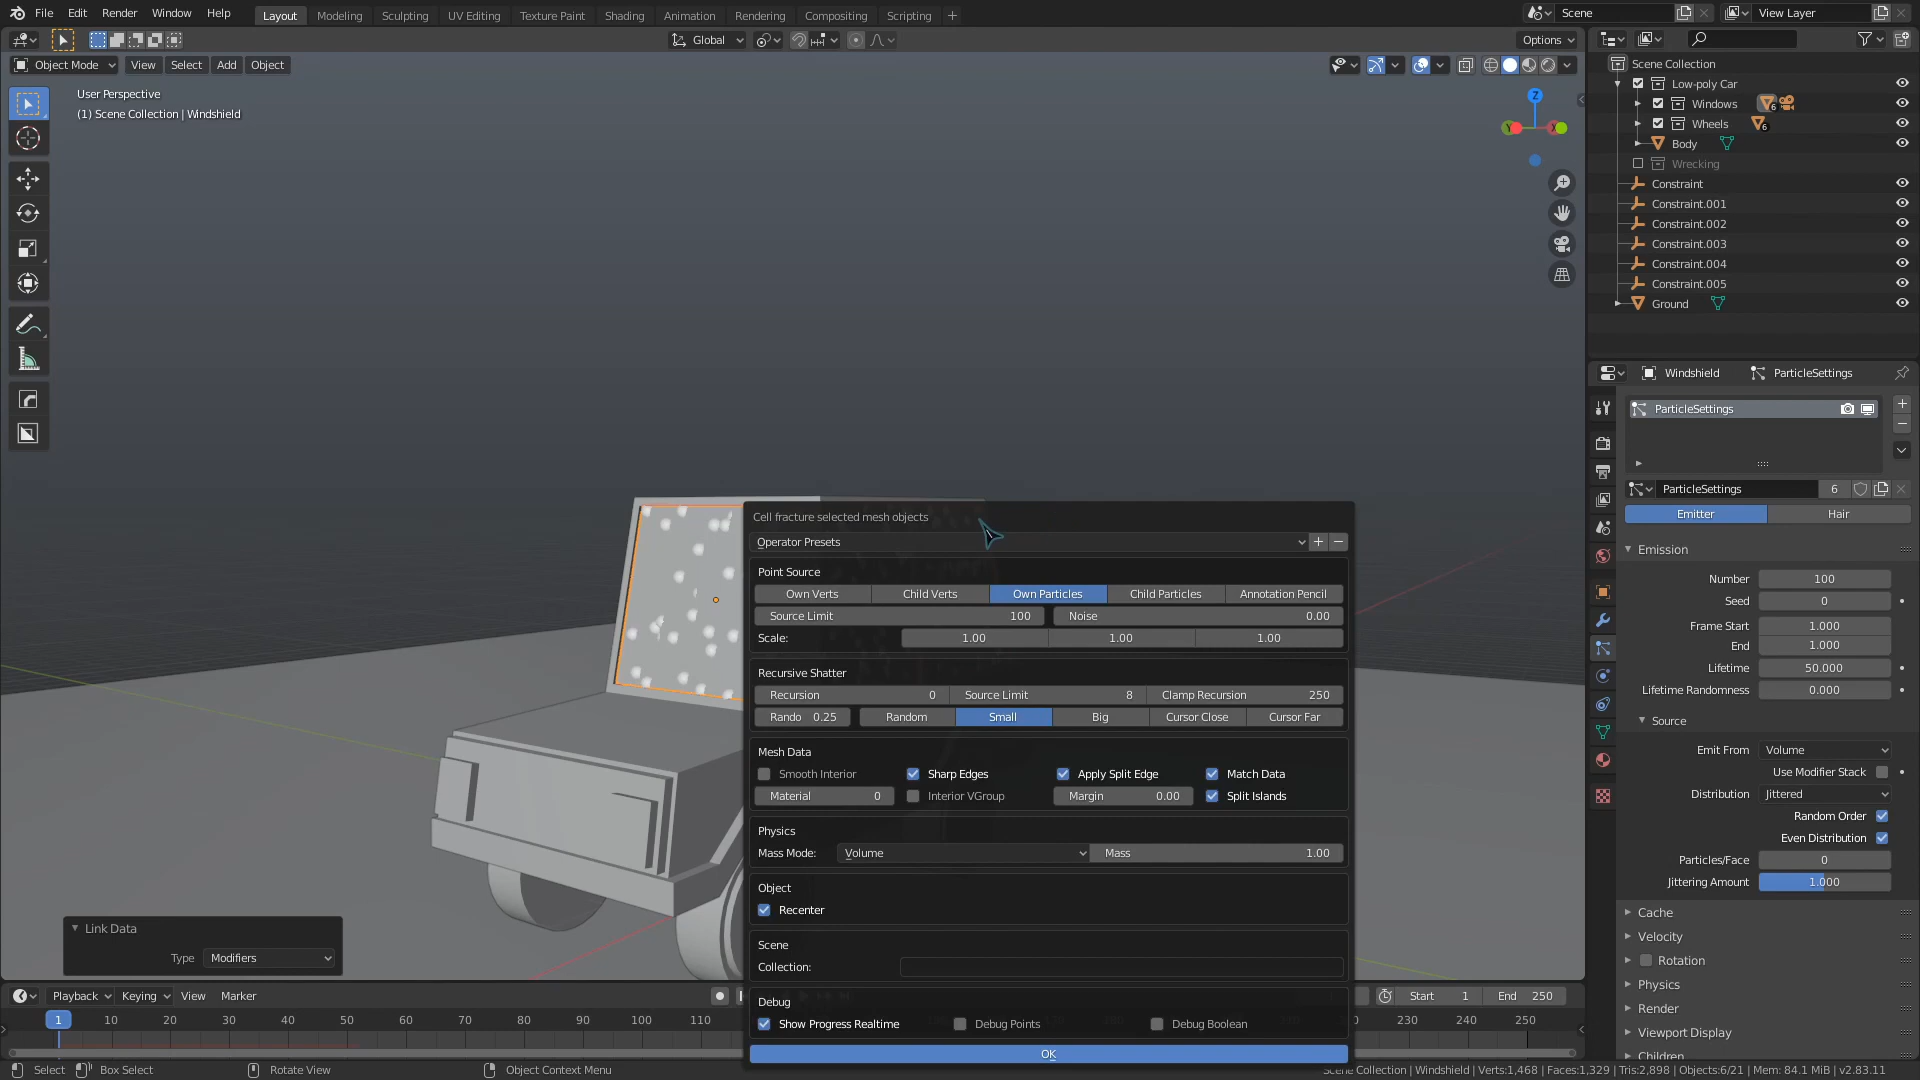 File Edit Render Window Help Layout Modeling Sculpting UV Editing Texture Paint Shading Animation Rendering Compositing Scripting Scene View Layer
Global Options
Object Mode View Select Add Object
User Perspective
(1) Scene Collection | Windshield
Z
Y X
Scene Collection
Low-poly Car
Windows 6
Wheels 6
Body
Wrecking
Constraint
Constraint.001
Constraint.002
Constraint.003
Constraint.004
Constraint.005
Ground
Windshield ParticleSettings
ParticleSettings
ParticleSettings 6
Emitter Hair
Emission
Number 100
Seed 0
Frame Start 1.000
End 1.000
Lifetime 50.000
Lifetime Randomness 0.000
Source
Emit From Volume
Use Modifier Stack
Distribution Jittered
Random Order
Even Distribution
Particles/Face 0
Jittering Amount 1.000
Cache
Velocity
Rotation
Physics
Render
Viewport Display
Children
Cell fracture selected mesh objects
Operator Presets
Point Source
Own Verts Child Verts Own Particles Child Particles Annotation Pencil
Source Limit 100 Noise 0.00
Scale: 1.00 1.00 1.00
Recursive Shatter
Recursion 0 Source Limit 8 Clamp Recursion 250
Rando 0.25 Random Small Big Cursor Close Cursor Far
Mesh Data
Smooth Interior Sharp Edges Apply Split Edge Match Data
Material 0 Interior VGroup Margin 0.00 Split Islands
Physics
Mass Mode: Volume Mass 1.00
Object
Recenter
Scene
Collection:
Debug
Show Progress Realtime Debug Points Debug Boolean
OK
Link Data
Type Modifiers
Playback Keying View Marker Start 1 End 250
1 10 20 30 40 50 60 70 80 90 100 110 230 240 250
Select Box Select Rotate View Object Context Menu Scene Collection | Windshield | Verts:1,468 | Faces:1,329 | Tris:2,898 | Objects:6/21 | Mem: 84.1 MiB | v2.83.11